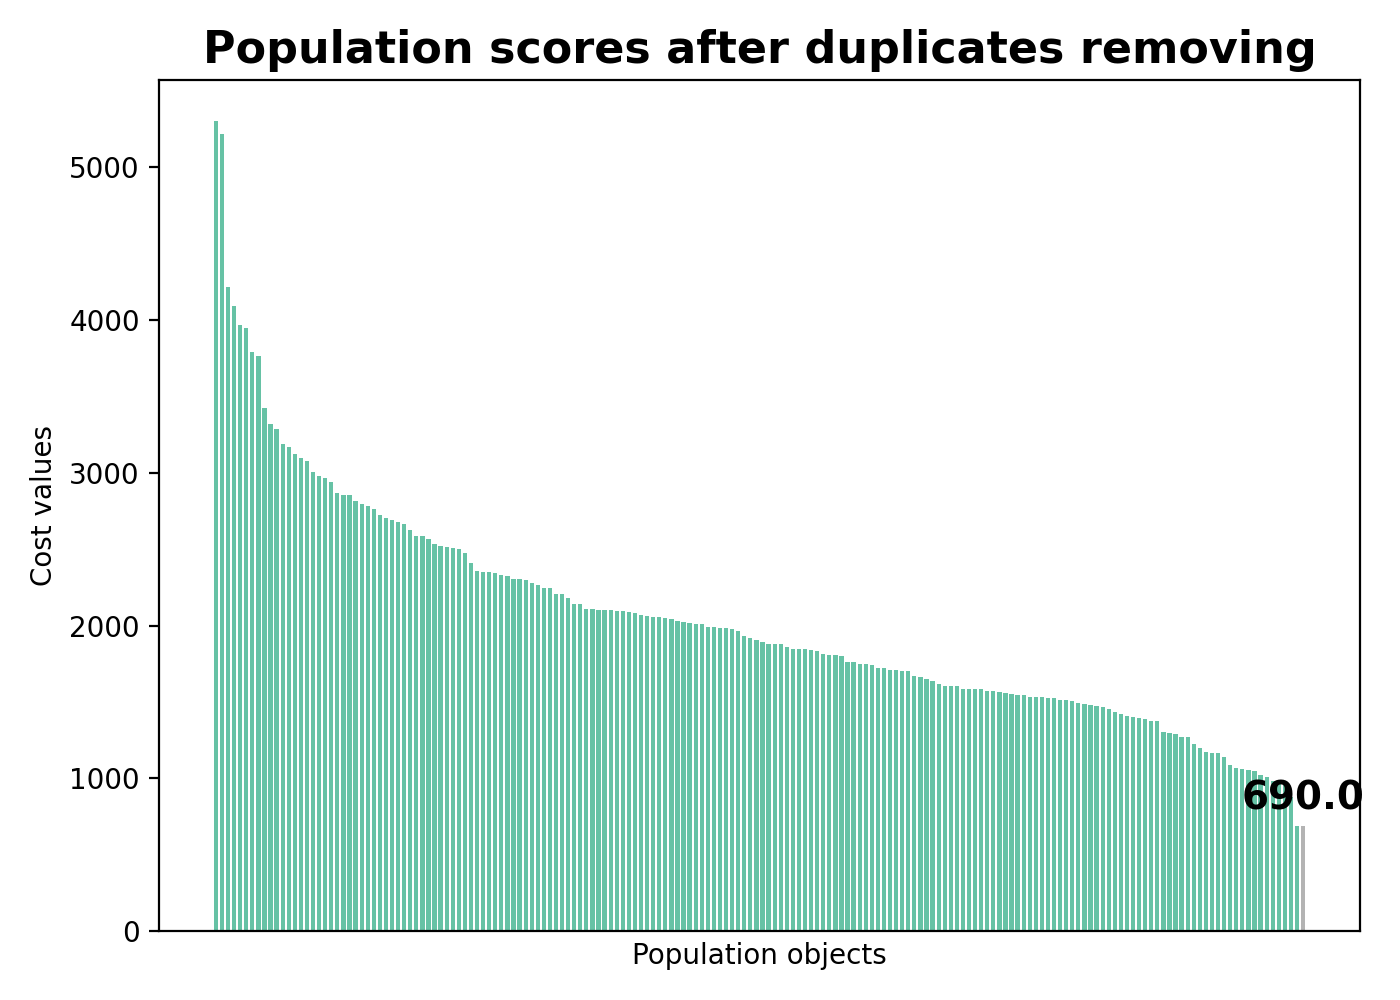 Population scores after duplicates removing
Cost values
5000
4000
3000
2000
1000
0
690.0
Population objects